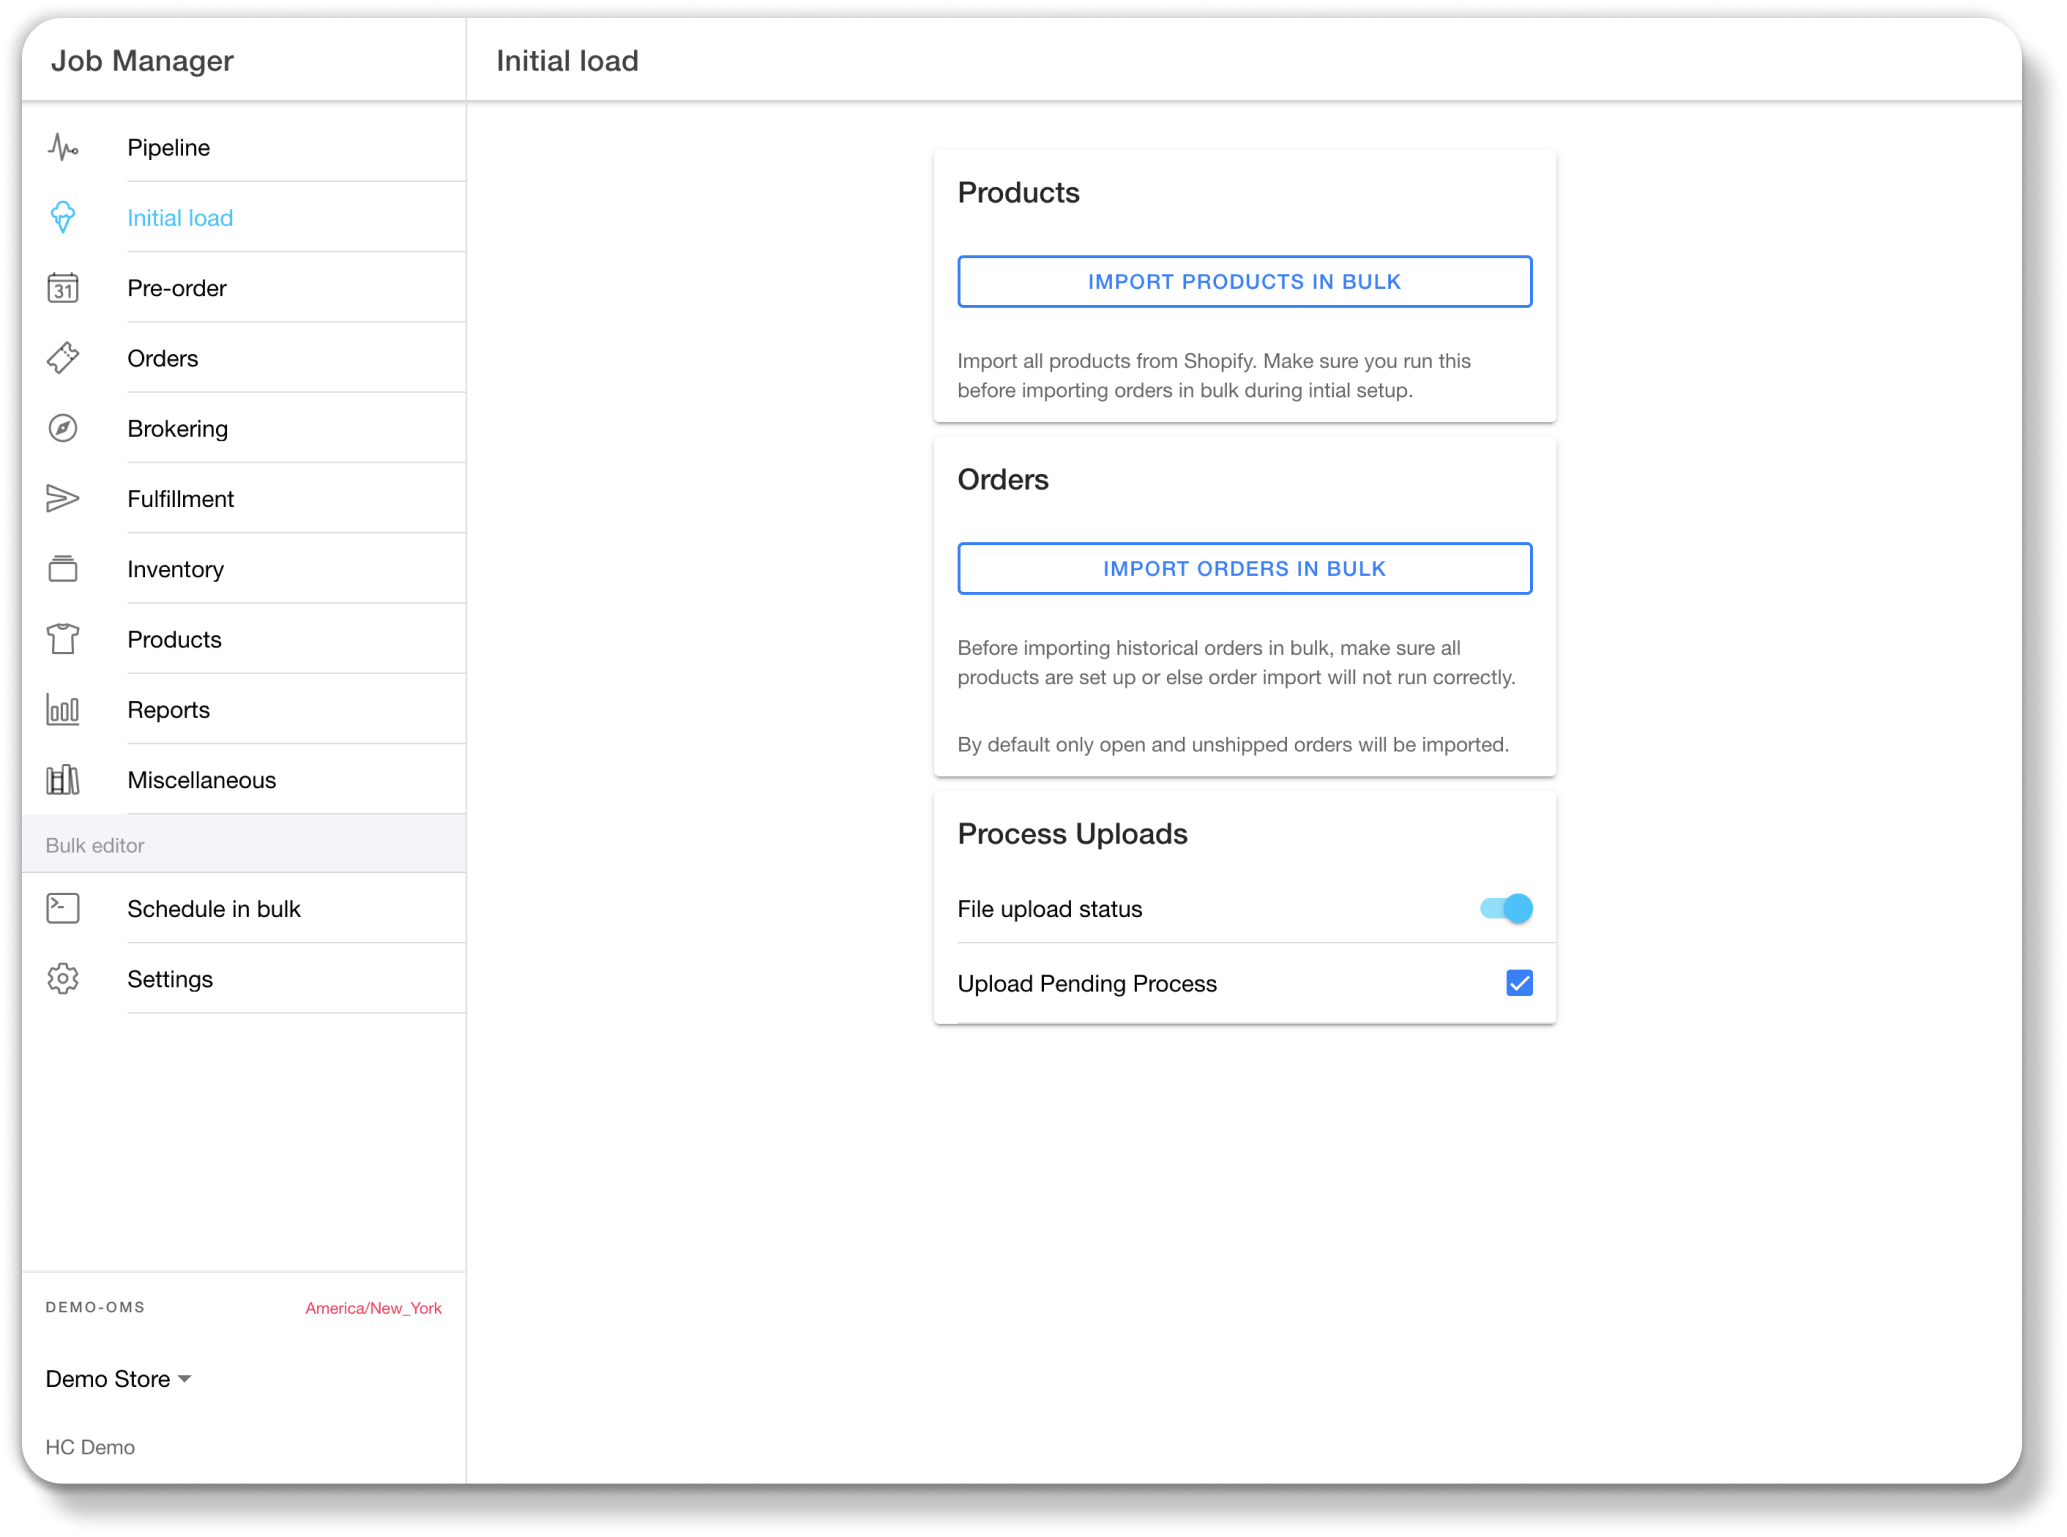 Job Manager
Initial load
Pipeline
Initial load
31
Pre-order
Orders
Brokering
Fulfillment
Inventory
Products
Reports
Miscellaneous
Bulk editor
Schedule in bulk
Settings
DEMO-OMS
America/New_York
Demo Store
HC Demo
Products
IMPORT PRODUCTS IN BULK
Import all products from Shopify. Make sure you run this
before importing orders in bulk during intial setup.
Orders
IMPORT ORDERS IN BULK
Before importing historical orders in bulk, make sure all
products are set up or else order import will not run correctly.
By default only open and unshipped orders will be imported.
Process Uploads
File upload status
Upload Pending Process